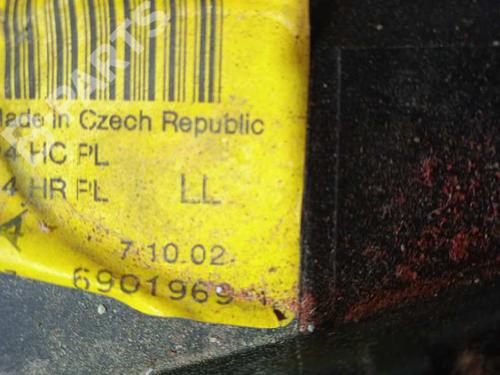 Made in Czech Republic
4 HC PL
4 HR PL LL
7.10.02
6901969